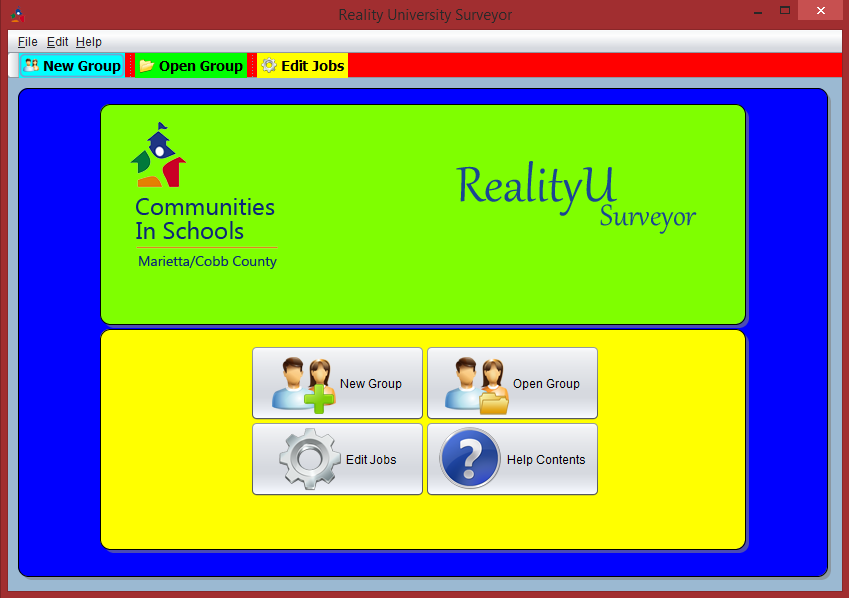 Reality University Surveyor
File Edit Help
New Group Open Group Edit Jobs
Communities
In Schools
Marietta/Cobb County
RealityU
Surveyor
New Group
Open Group
Edit Jobs
?
Help Contents